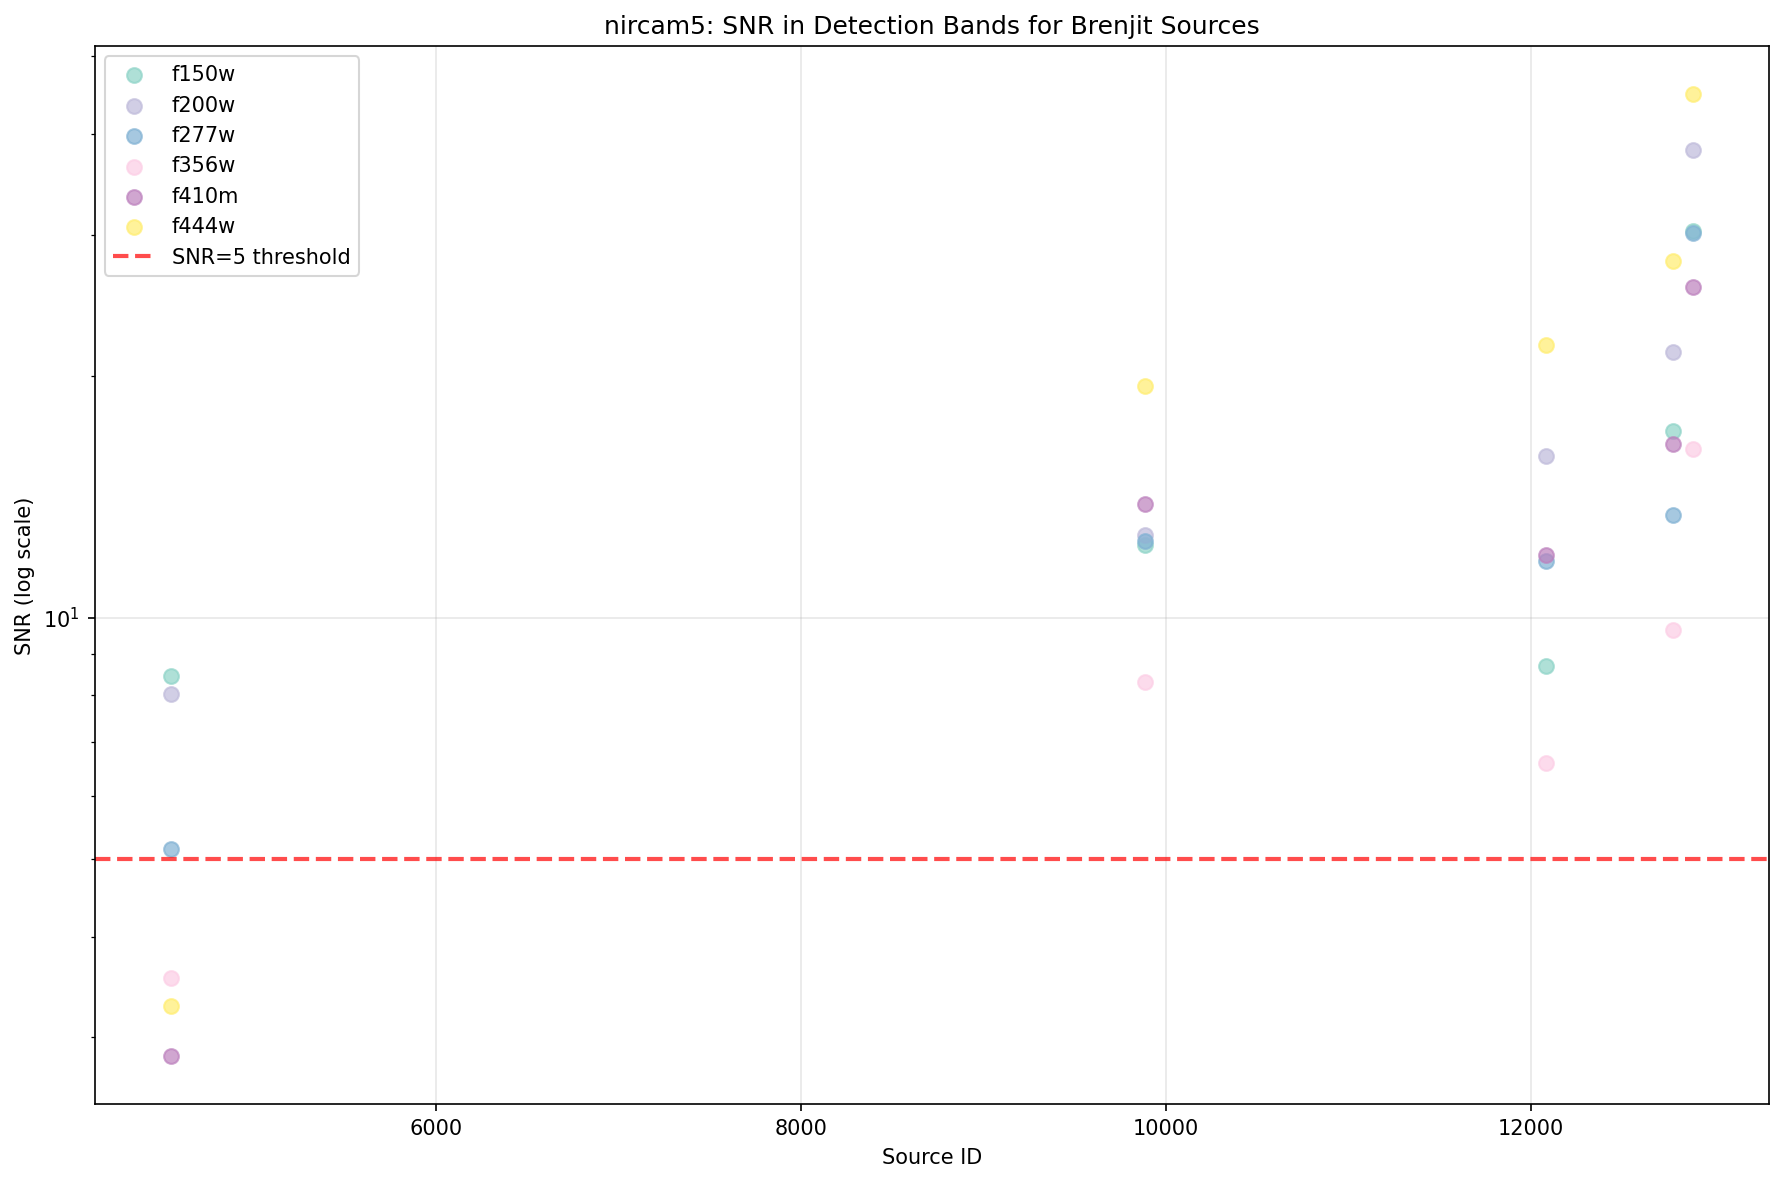 nircam5: SNR in Detection Bands for Brenjit Sources
f150w
f200w
f277w
f356w
f410m
f444w
SNR=5 threshold
SNR (log scale)
10¹
6000
8000
10000
12000
Source ID